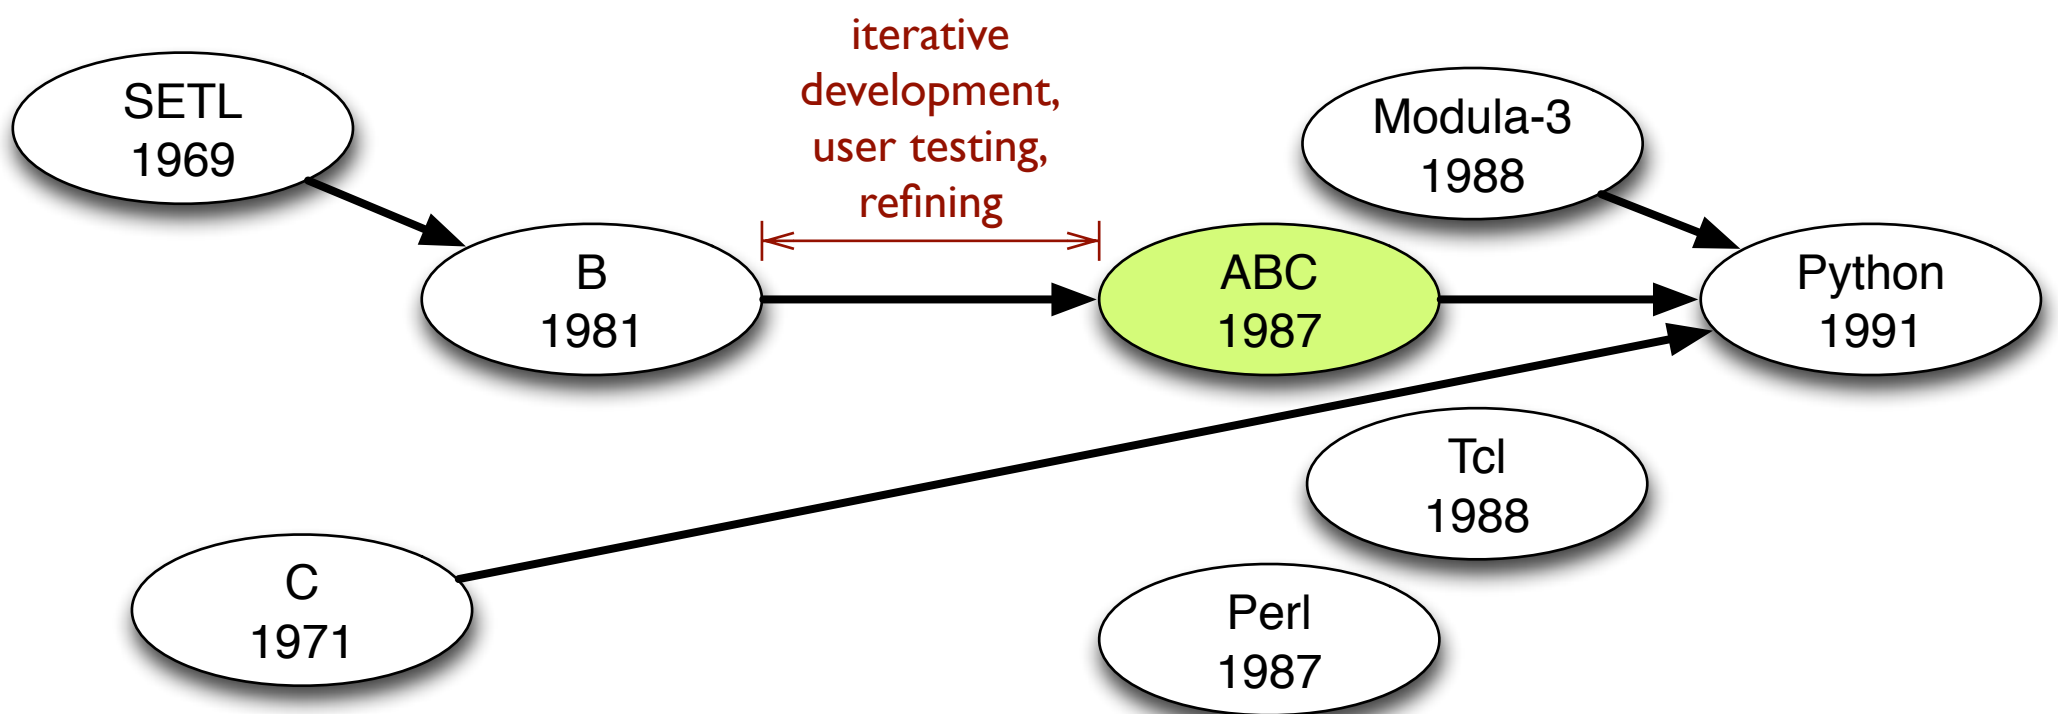 iterative
development,
user testing,
refining
SETL
1969
Modula-3
1988
B
1981
ABC
1987
Python
1991
Tcl
1988
C
1971
Perl
1987